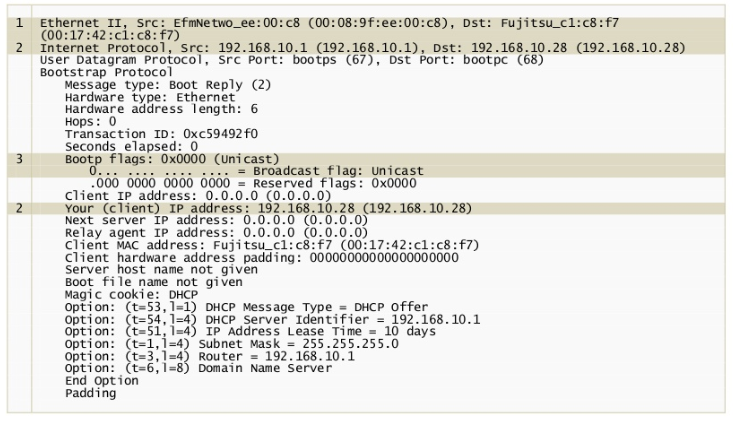 1 Ethernet II, Src: EfmNetwo_ee:00:c8 (00:08:9f:ee:00:c8), Dst: Fujitsu_c1:c8:f7
(00:17:42:c1:c8:f7)
2 Internet Protocol, Src: 192.168.10.1 (192.168.10.1), Dst: 192.168.10.28 (192.168.10.28)
User Datagram Protocol, Src Port: bootps (67), Dst Port: bootpc (68)
Bootstrap Protocol
Message type: Boot Reply (2)
Hardware type: Ethernet
Hardware address length: 6
Hops: 0
Transaction ID: 0xc59492f0
Seconds elapsed: 0
3 Bootp flags: 0x0000 (Unicast)
0... .... .... .... = Broadcast flag: Unicast
.000 0000 0000 0000 = Reserved flags: 0x0000
Client IP address: 0.0.0.0 (0.0.0.0)
2 Your (client) IP address: 192.168.10.28 (192.168.10.28)
Next server IP address: 0.0.0.0 (0.0.0.0)
Relay agent IP address: 0.0.0.0 (0.0.0.0)
Client MAC address: Fujitsu_c1:c8:f7 (00:17:42:c1:c8:f7)
Client hardware address padding: 00000000000000000000
Server host name not given
Boot file name not given
Magic cookie: DHCP
Option: (t=53,l=1) DHCP Message Type = DHCP Offer
Option: (t=54,l=4) DHCP Server Identifier = 192.168.10.1
Option: (t=51,l=4) IP Address Lease Time = 10 days
Option: (t=1,l=4) Subnet Mask = 255.255.255.0
Option: (t=3,l=4) Router = 192.168.10.1
Option: (t=6,l=8) Domain Name Server
End Option
Padding